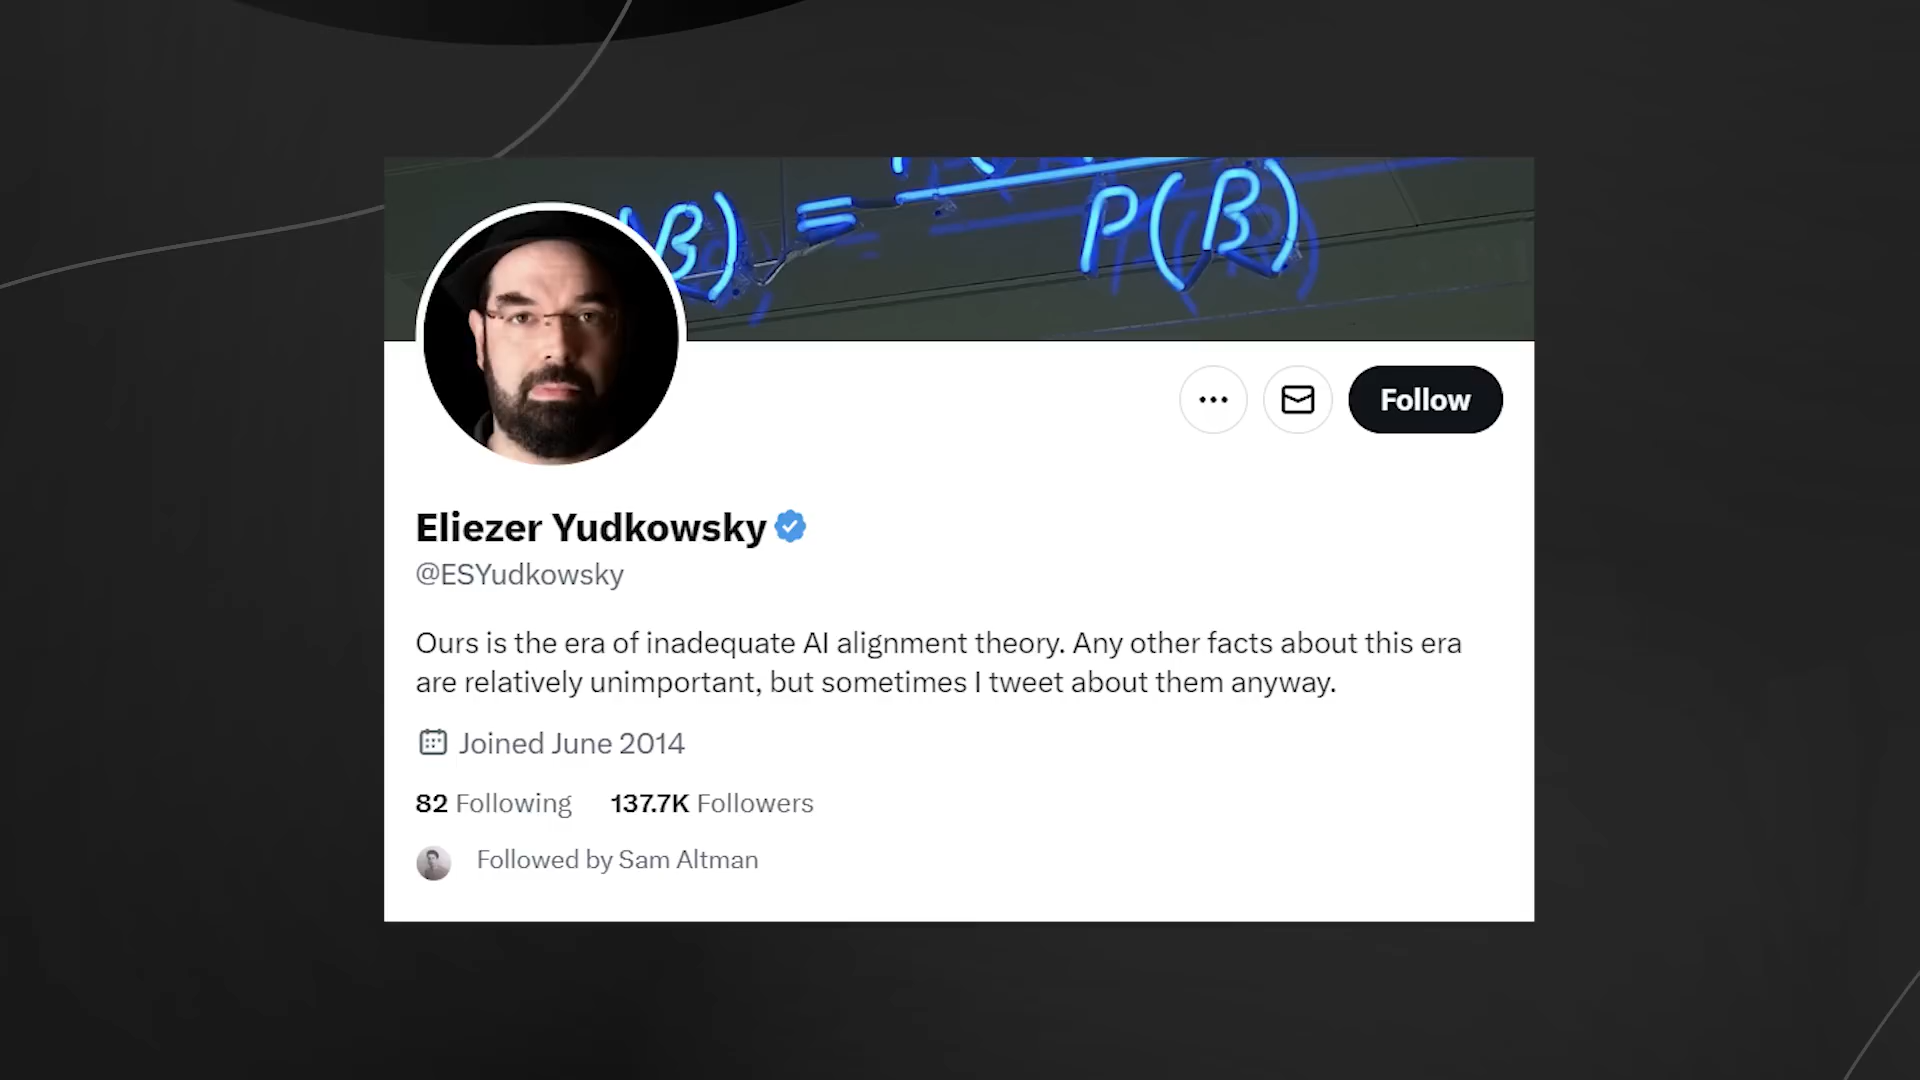 β) =
P(β)
Eliezer Yudkowsky
@ESYudkowsky
Ours is the era of inadequate AI alignment theory. Any other facts about this era
are relatively unimportant, but sometimes I tweet about them anyway.
Joined June 2014
82 Following 137.7K Followers
Followed by Sam Altman
Follow